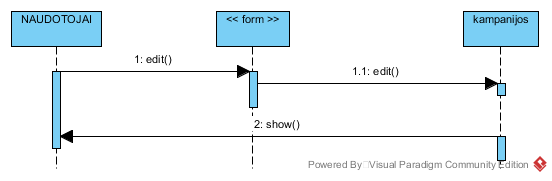 NAUDOTOJAI
<< form >>
kampanijos
1: edit()
1.1: edit()
2: show()
Powered By Visual Paradigm Community Edition